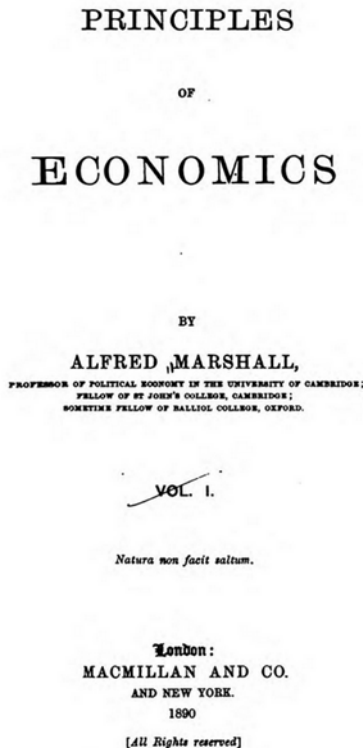 PRINCIPLES
OF
ECONOMICS
BY
ALFRED MARSHALL,
PROFESSOR OF POLITICAL ECONOMY IN THE UNIVERSITY OF CAMBRIDGE;
FELLOW OF ST JOHN'S COLLEGE, CAMBRIDGE;
SOMETIME FELLOW OF BALLIOL COLLEGE, OXFORD.
VOL. I.
Natura non facit saltum.
London:
MACMILLAN AND CO.
AND NEW YORK.
1890
[All Rights reserved]